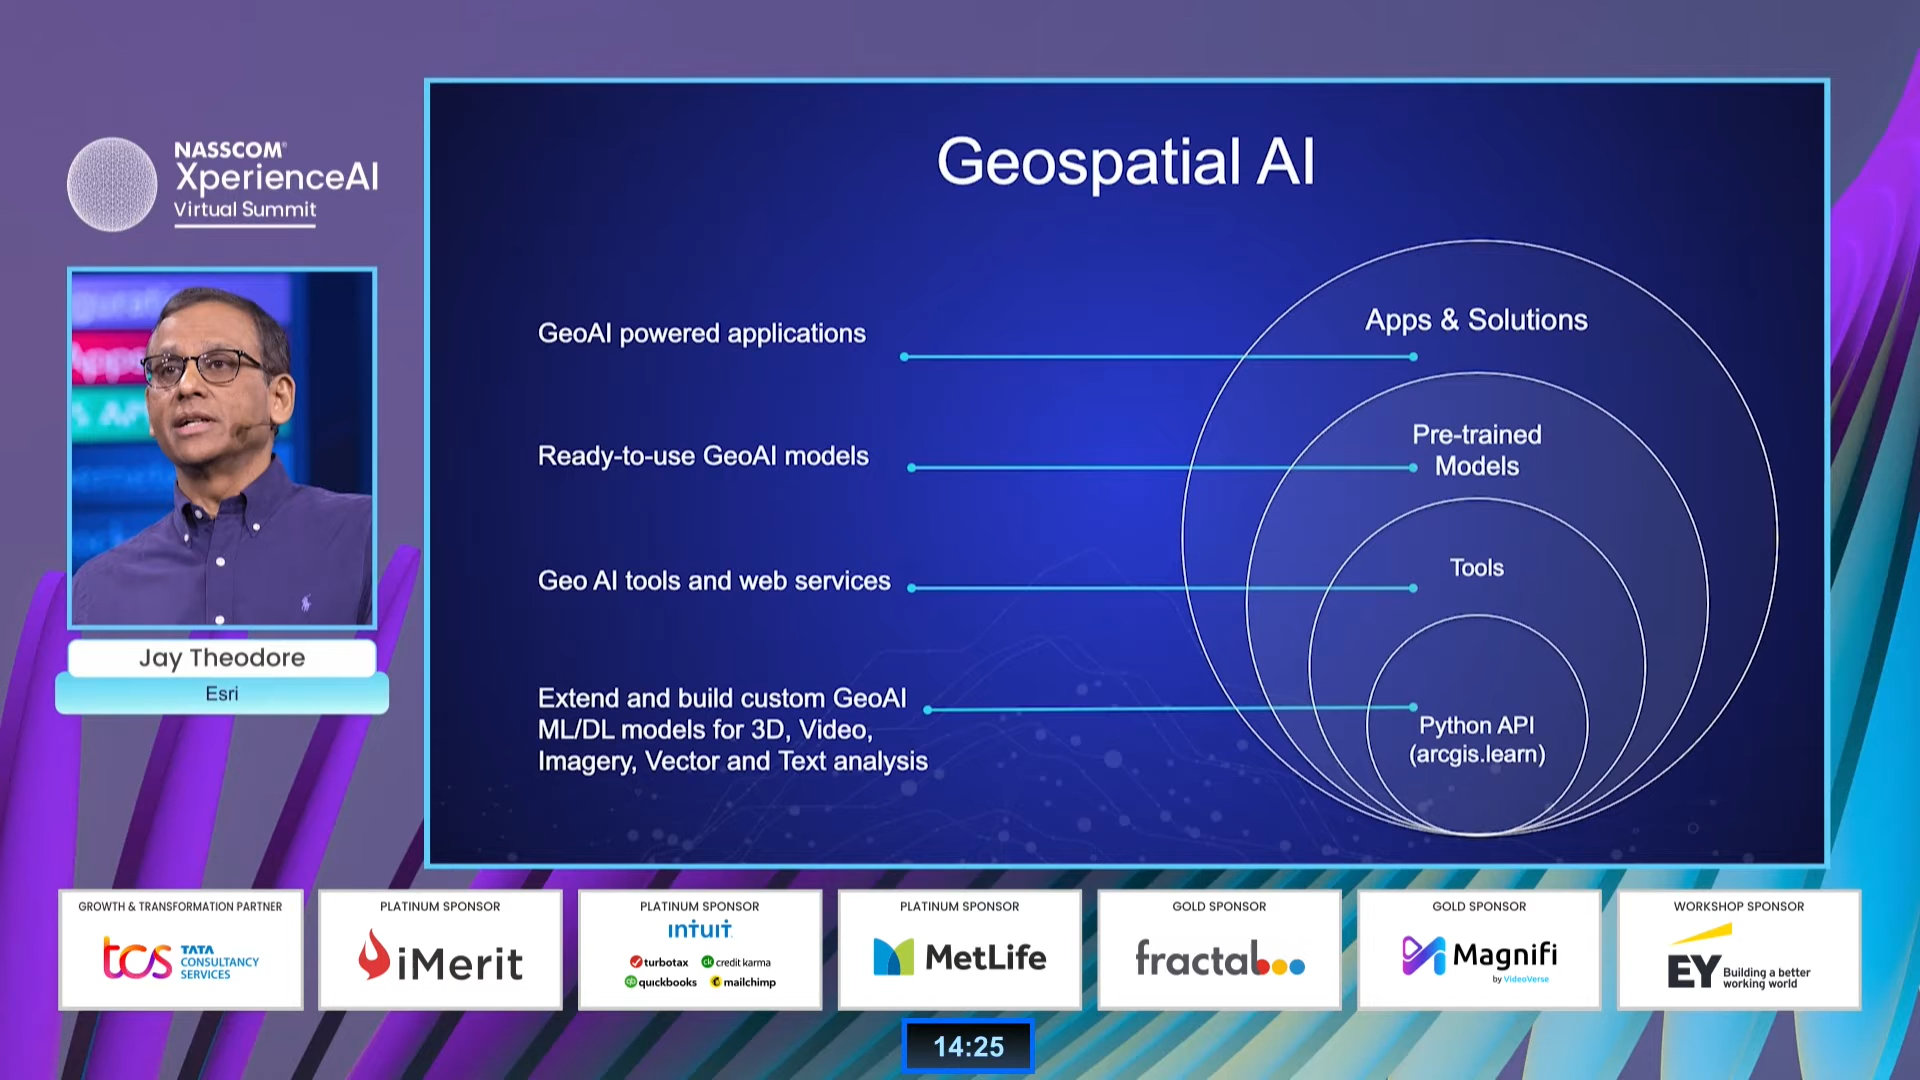 NASSCOM®
XperienceAI
Virtual Summit
Jay Theodore
Esri
Geospatial AI
GeoAI powered applications
Apps & Solutions
Ready-to-use GeoAI models
Pre-trained
Models
Geo AI tools and web services
Tools
Extend and build custom GeoAI
ML/DL models for 3D, Video,
Imagery, Vector and Text analysis
Python API
(arcgis.learn)
GROWTH & TRANSFORMATION PARTNER
tcs TATA
CONSULTANCY
SERVICES
PLATINUM SPONSOR
iMerit
PLATINUM SPONSOR
INTUIT
turbotax credit karma
quickbooks mailchimp
PLATINUM SPONSOR
MetLife
GOLD SPONSOR
fractal
GOLD SPONSOR
Magnifi
by VideoVerse
WORKSHOP SPONSOR
EY Building a better
working world
14:25